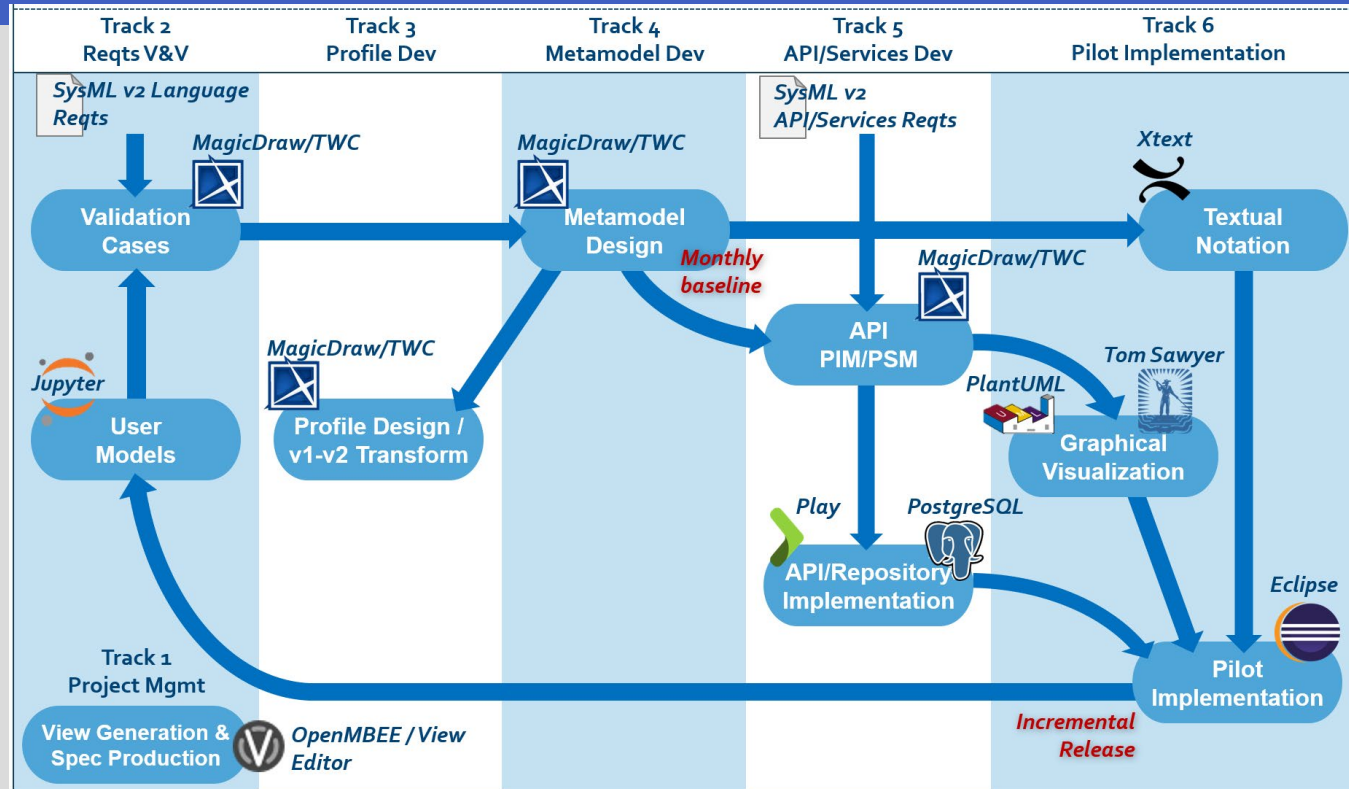 Track 2
Reqts V&V
Track 3
Profile Dev
Track 4
Metamodel Dev
Track 5
API/Services Dev
Track 6
Pilot Implementation
SysML v2 Language
Reqts
SysML v2
API/Services Reqts
MagicDraw/TWC
MagicDraw/TWC
Xtext
Validation
Cases
Metamodel
Design
Textual
Notation
Monthly
baseline
MagicDraw/TWC
API
PIM/PSM
MagicDraw/TWC
Jupyter
User
Models
Profile Design /
v1-v2 Transform
Tom Sawyer
PlantUML
Graphical
Visualization
Play
PostgreSQL
API/Repository
Implementation
Eclipse
Pilot
Implementation
Track 1
Project Mgmt
View Generation &
Spec Production
OpenMBEE / View
Editor
Incremental
Release